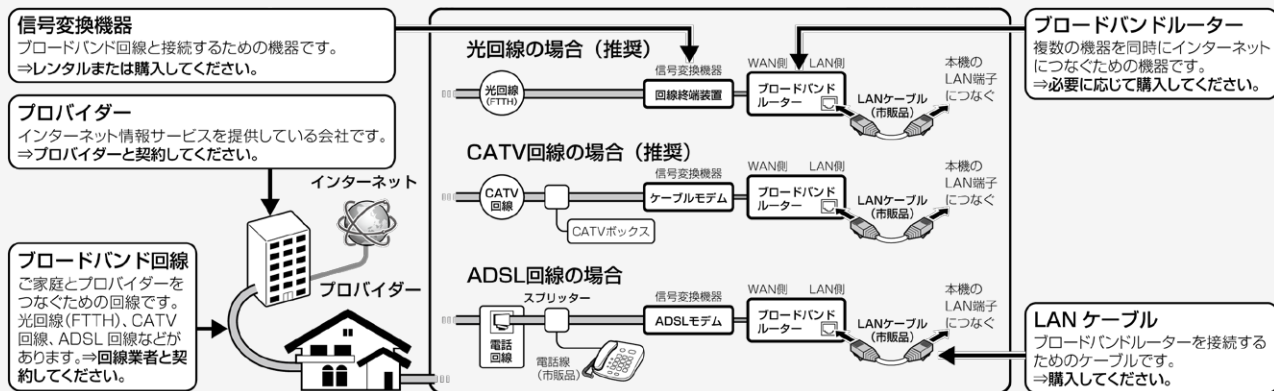 信号変換機器
ブロードバンド回線と接続するための機器です。
⇒レンタルまたは購入してください。
プロバイダー
インターネット情報サービスを提供している会社です。
⇒プロバイダーと契約してください。
インターネット
プロバイダー
ブロードバンド回線
ご家庭とプロバイダーを
つなぐための回線です。
光回線(FTTH)、CATV
回線、ADSL 回線などが
あります。⇒回線業者と契
約してください。
光回線の場合（推奨）
光回線
(FTTH)
信号変換機器
回線終端装置
WAN側 LAN側
ブロードバンド
ルーター
LANケーブル
(市販品)
本機の
LAN端子
につなぐ
CATV回線の場合（推奨）
CATV
回線
CATVボックス
信号変換機器
ケーブルモデム
WAN側 LAN側
ブロードバンド
ルーター
LANケーブル
(市販品)
本機の
LAN端子
につなぐ
ADSL回線の場合
電話
回線
スプリッター
電話線
(市販品)
信号変換機器
ADSLモデム
WAN側 LAN側
ブロードバンド
ルーター
LANケーブル
(市販品)
本機の
LAN端子
につなぐ
ブロードバンドルーター
複数の機器を同時にインターネット
につなぐための機器です。
⇒必要に応じて購入してください。
LAN ケーブル
ブロードバンドルーターを接続する
ためのケーブルです。
⇒購入してください。